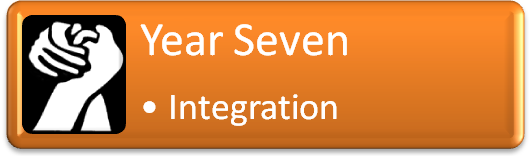 Year Seven
• Integration